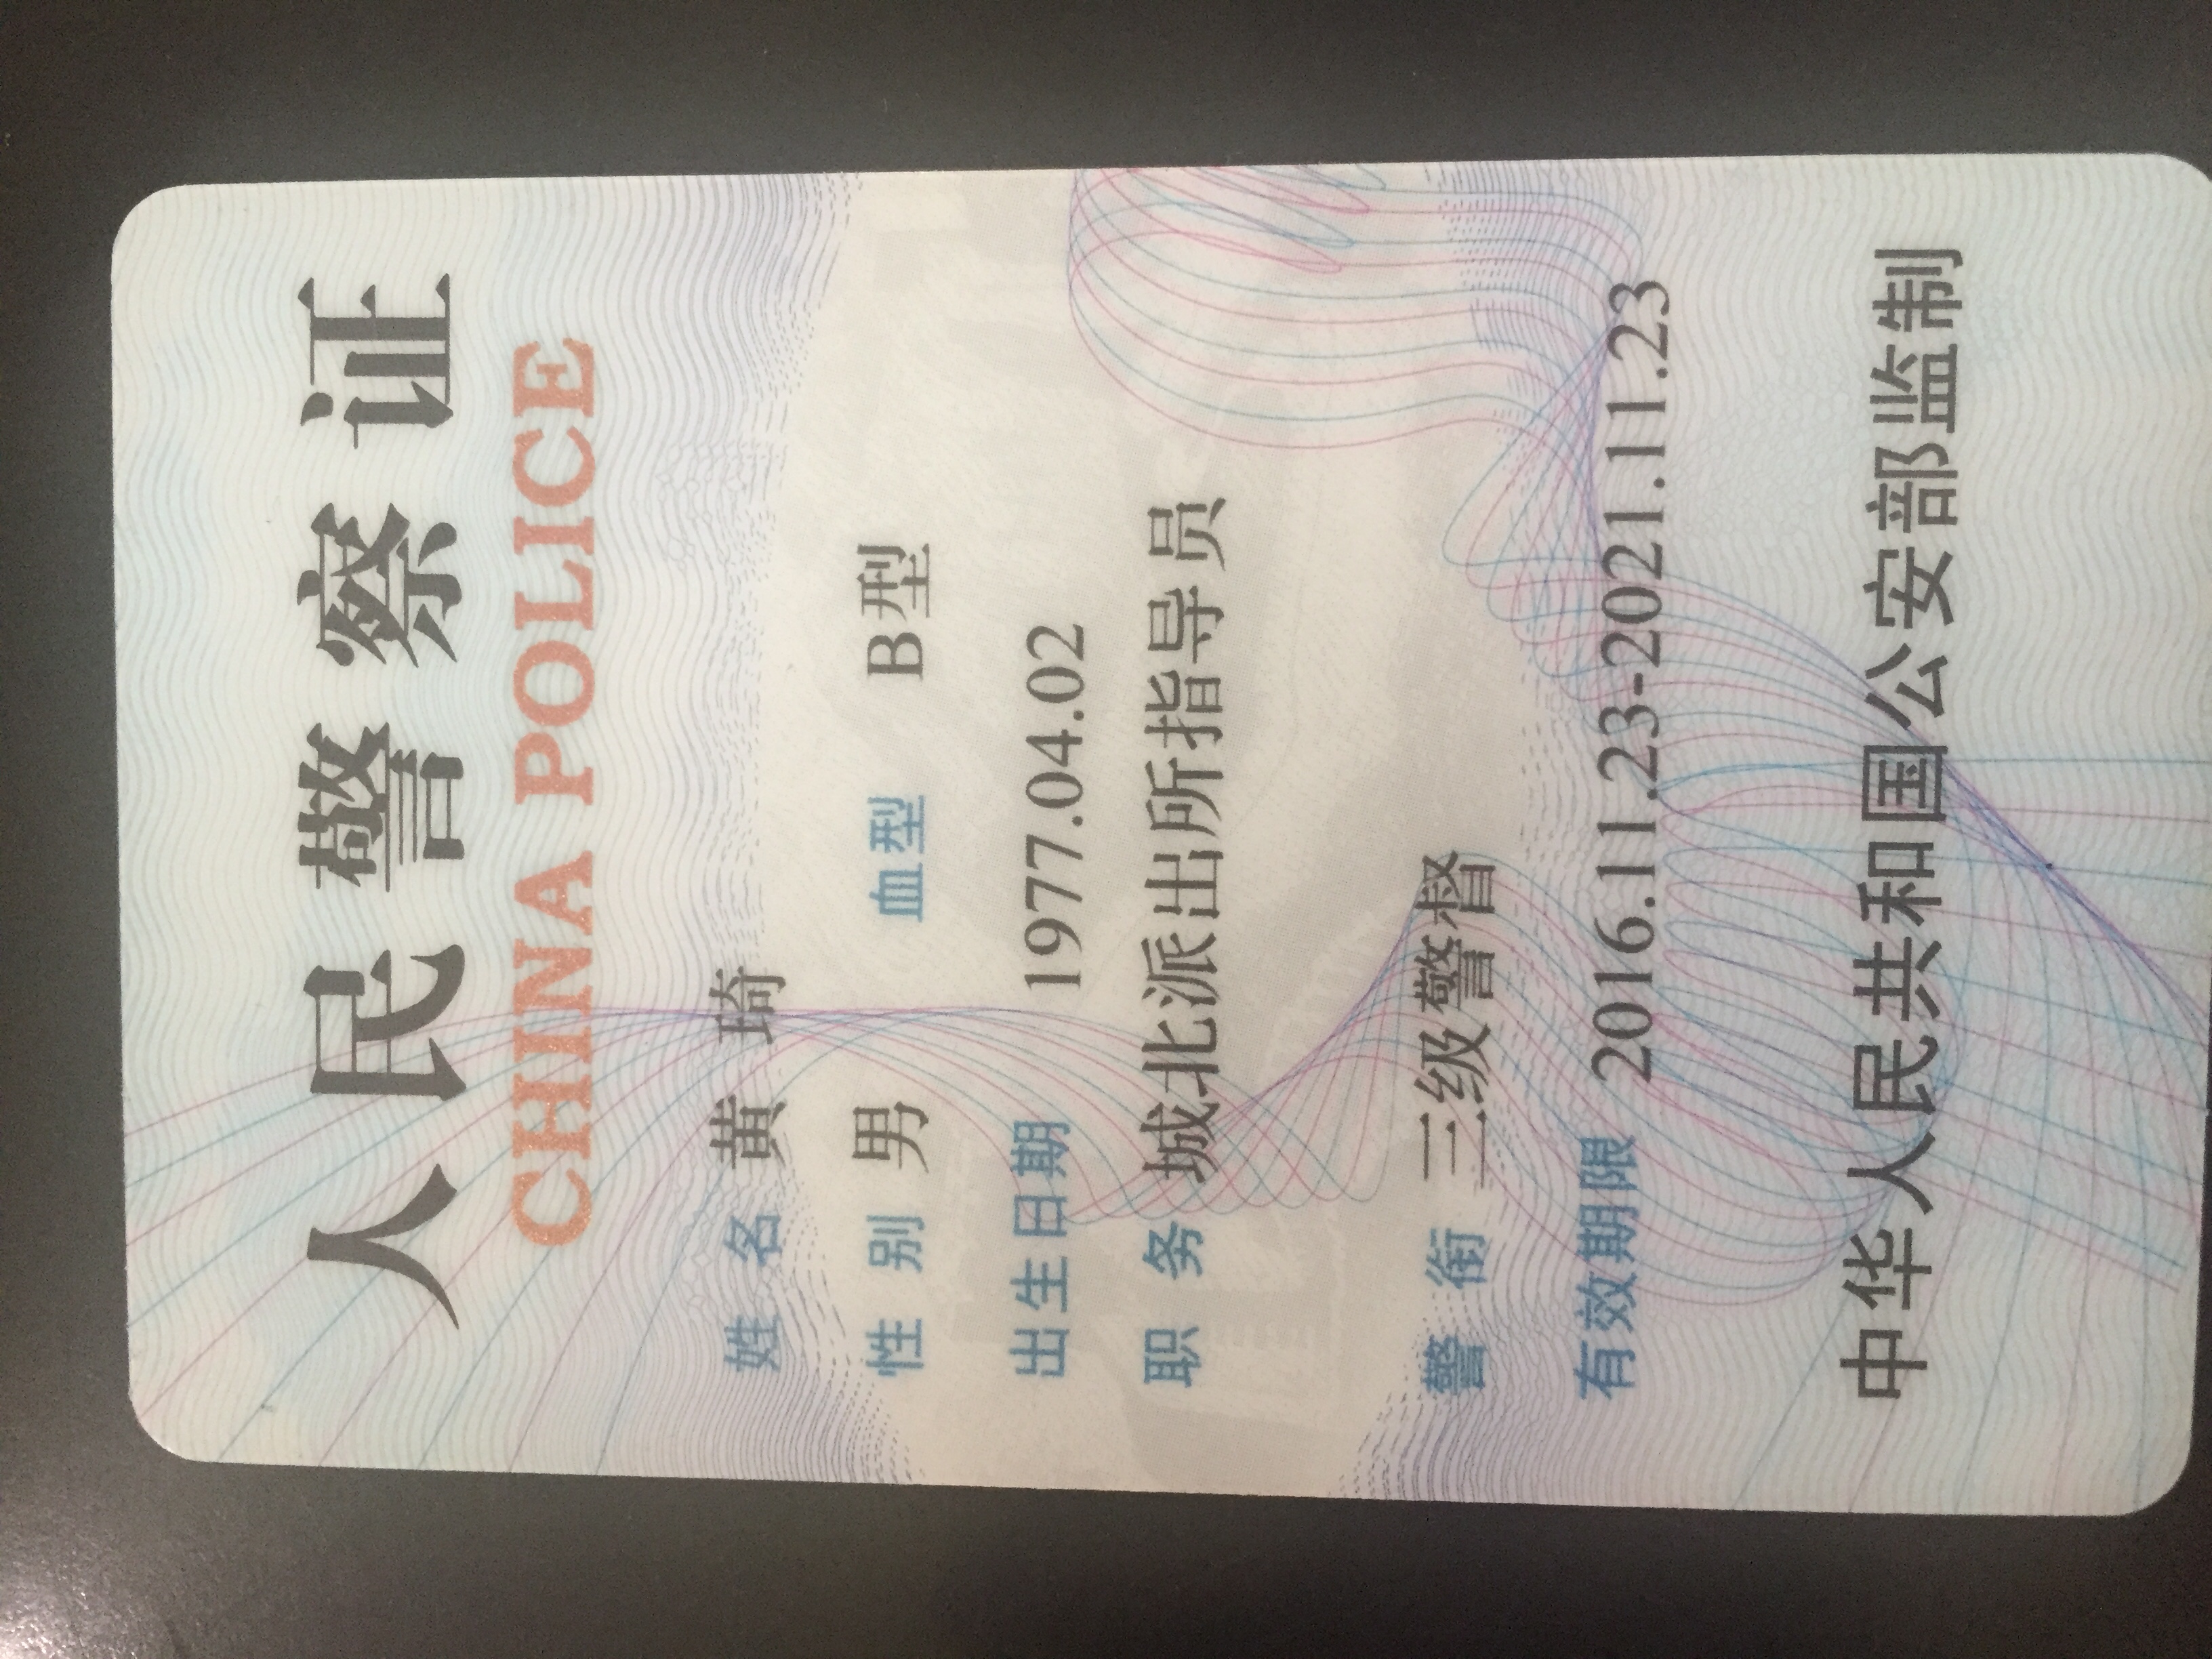 人民警察证
CHINA POLICE
姓 名 黄 琦
性 别 男 血型 B型
出生日期 1977.04.02
职 务 城北派出所指导员
警 衔 三级警督
有效期限 2016.11.23-2021.11.23
中华人民共和国公安部监制